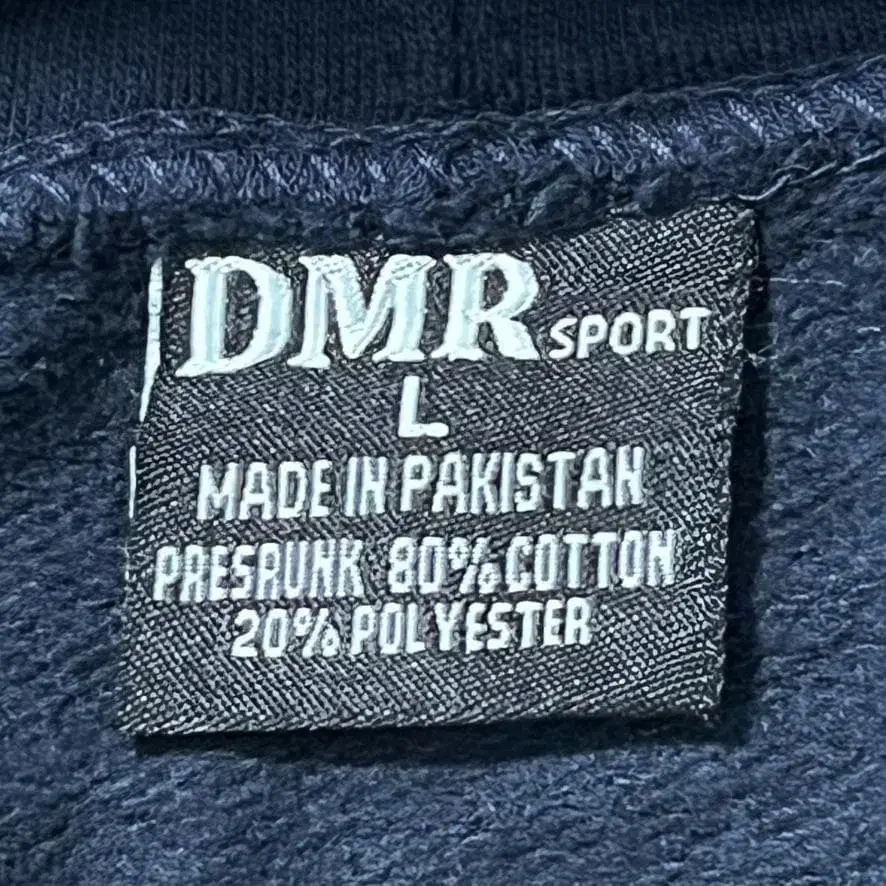 DMR SPORT
L
MADE IN PAKISTAN
PRESRUNK 80% COTTON
20% POLYESTER